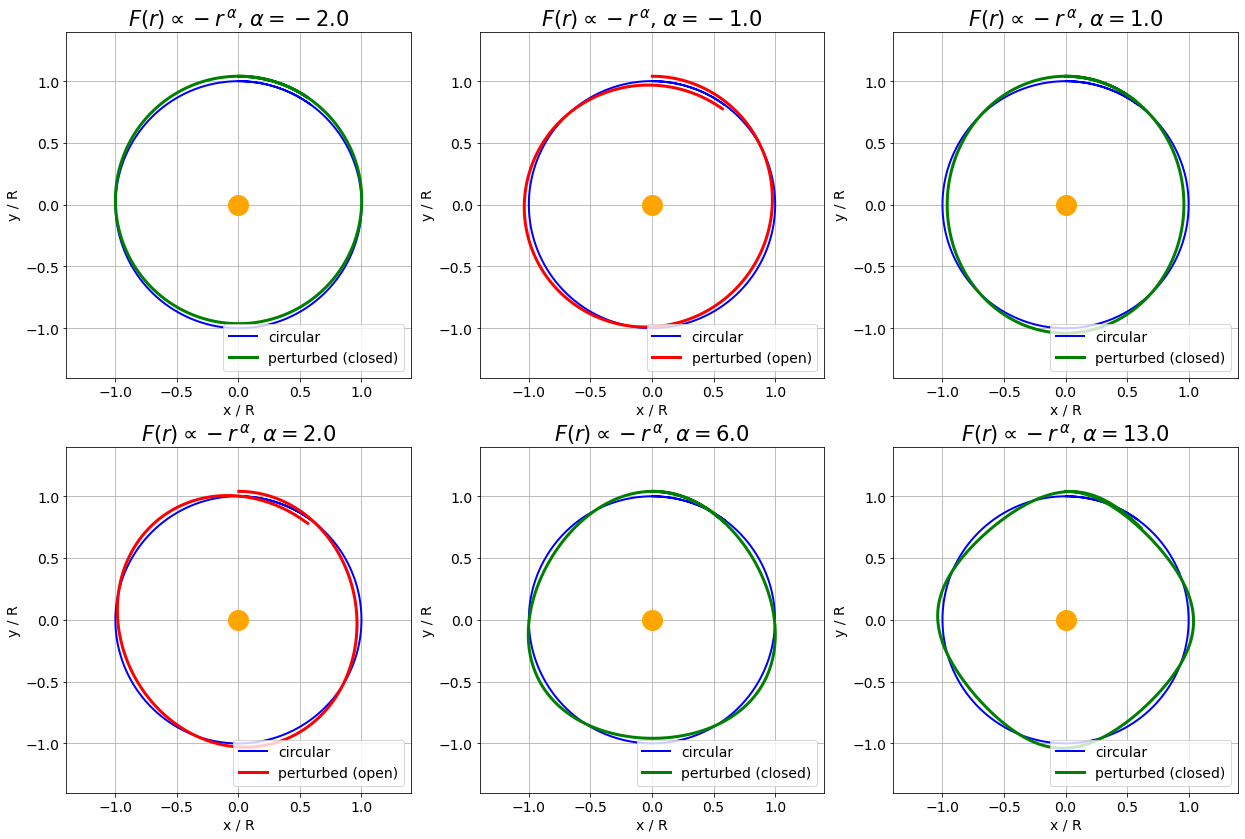 F(r) ∝ − r^α, α = − 2.0
F(r) ∝ − r^α, α = − 1.0
F(r) ∝ − r^α, α = 1.0
1.0
0.5
0.0
−0.5
−1.0
y / R
−1.0 −0.5 0.0 0.5 1.0
x / R
circular
perturbed (closed)
1.0
0.5
0.0
−0.5
−1.0
y / R
−1.0 −0.5 0.0 0.5 1.0
x / R
circular
perturbed (open)
1.0
0.5
0.0
−0.5
−1.0
y / R
−1.0 −0.5 0.0 0.5 1.0
x / R
circular
perturbed (closed)
F(r) ∝ − r^α, α = 2.0
F(r) ∝ − r^α, α = 6.0
F(r) ∝ − r^α, α = 13.0
1.0
0.5
0.0
−0.5
−1.0
y / R
−1.0 −0.5 0.0 0.5 1.0
x / R
circular
perturbed (open)
1.0
0.5
0.0
−0.5
−1.0
y / R
−1.0 −0.5 0.0 0.5 1.0
x / R
circular
perturbed (closed)
1.0
0.5
0.0
−0.5
−1.0
y / R
−1.0 −0.5 0.0 0.5 1.0
x / R
circular
perturbed (closed)